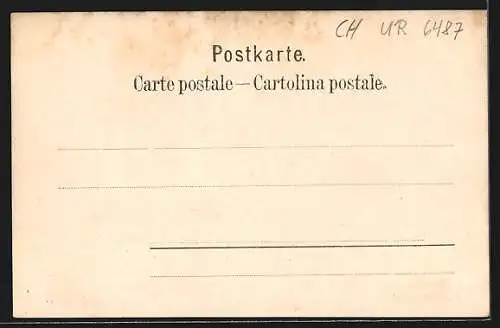 CH UR 6487
Postkarte.
Carte postale — Cartolina postale.